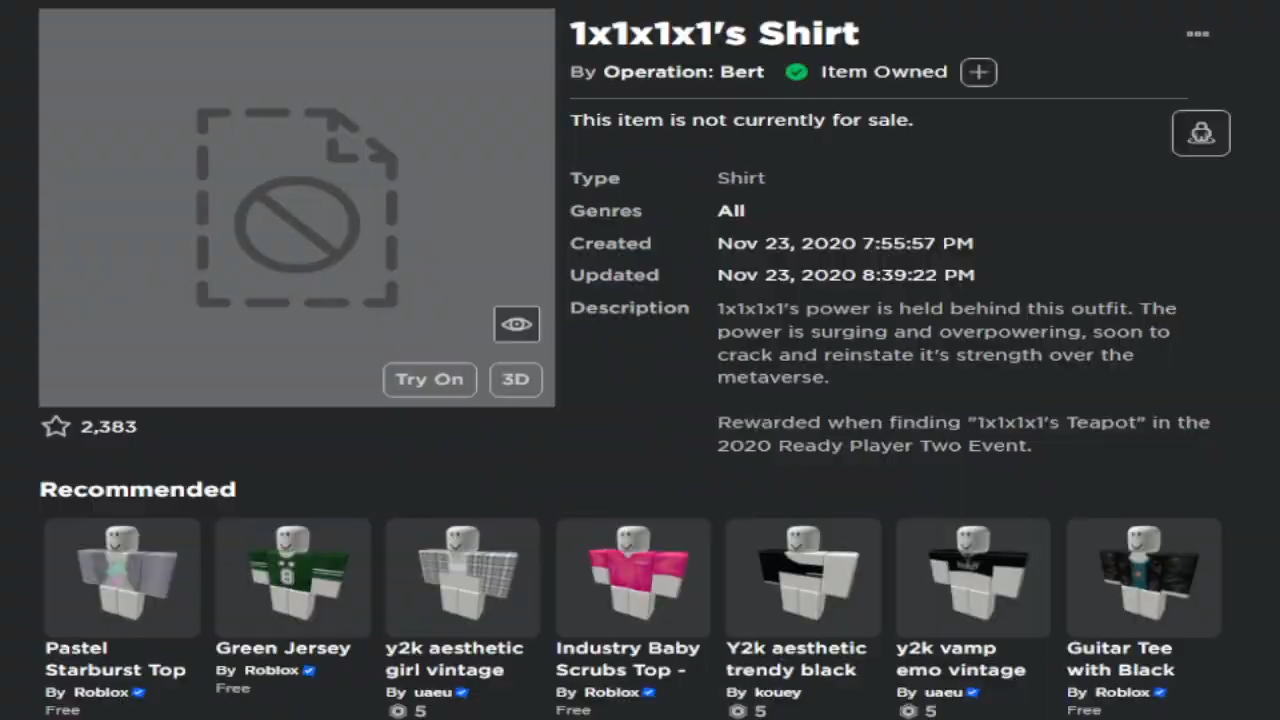 1x1x1x1's Shirt
By Operation: Bert Item Owned
This item is not currently for sale.
Type Shirt
Genres All
Created Nov 23, 2020 7:55:57 PM
Updated Nov 23, 2020 8:39:22 PM
Description 1x1x1x1's power is held behind this outfit. The
power is surging and overpowering, soon to
crack and reinstate it's strength over the
metaverse.
Rewarded when finding "1x1x1x1's Teapot" in the
2020 Ready Player Two Event.
Try On 3D
2,383
Recommended
Pastel
Starburst Top
By Roblox
Free
Green Jersey
By Roblox
Free
y2k aesthetic
girl vintage
By uaeu
5
Industry Baby
Scrubs Top -
By Roblox
Free
Y2k aesthetic
trendy black
By kouey
5
y2k vamp
emo vintage
By uaeu
5
Guitar Tee
with Black
By Roblox
Free